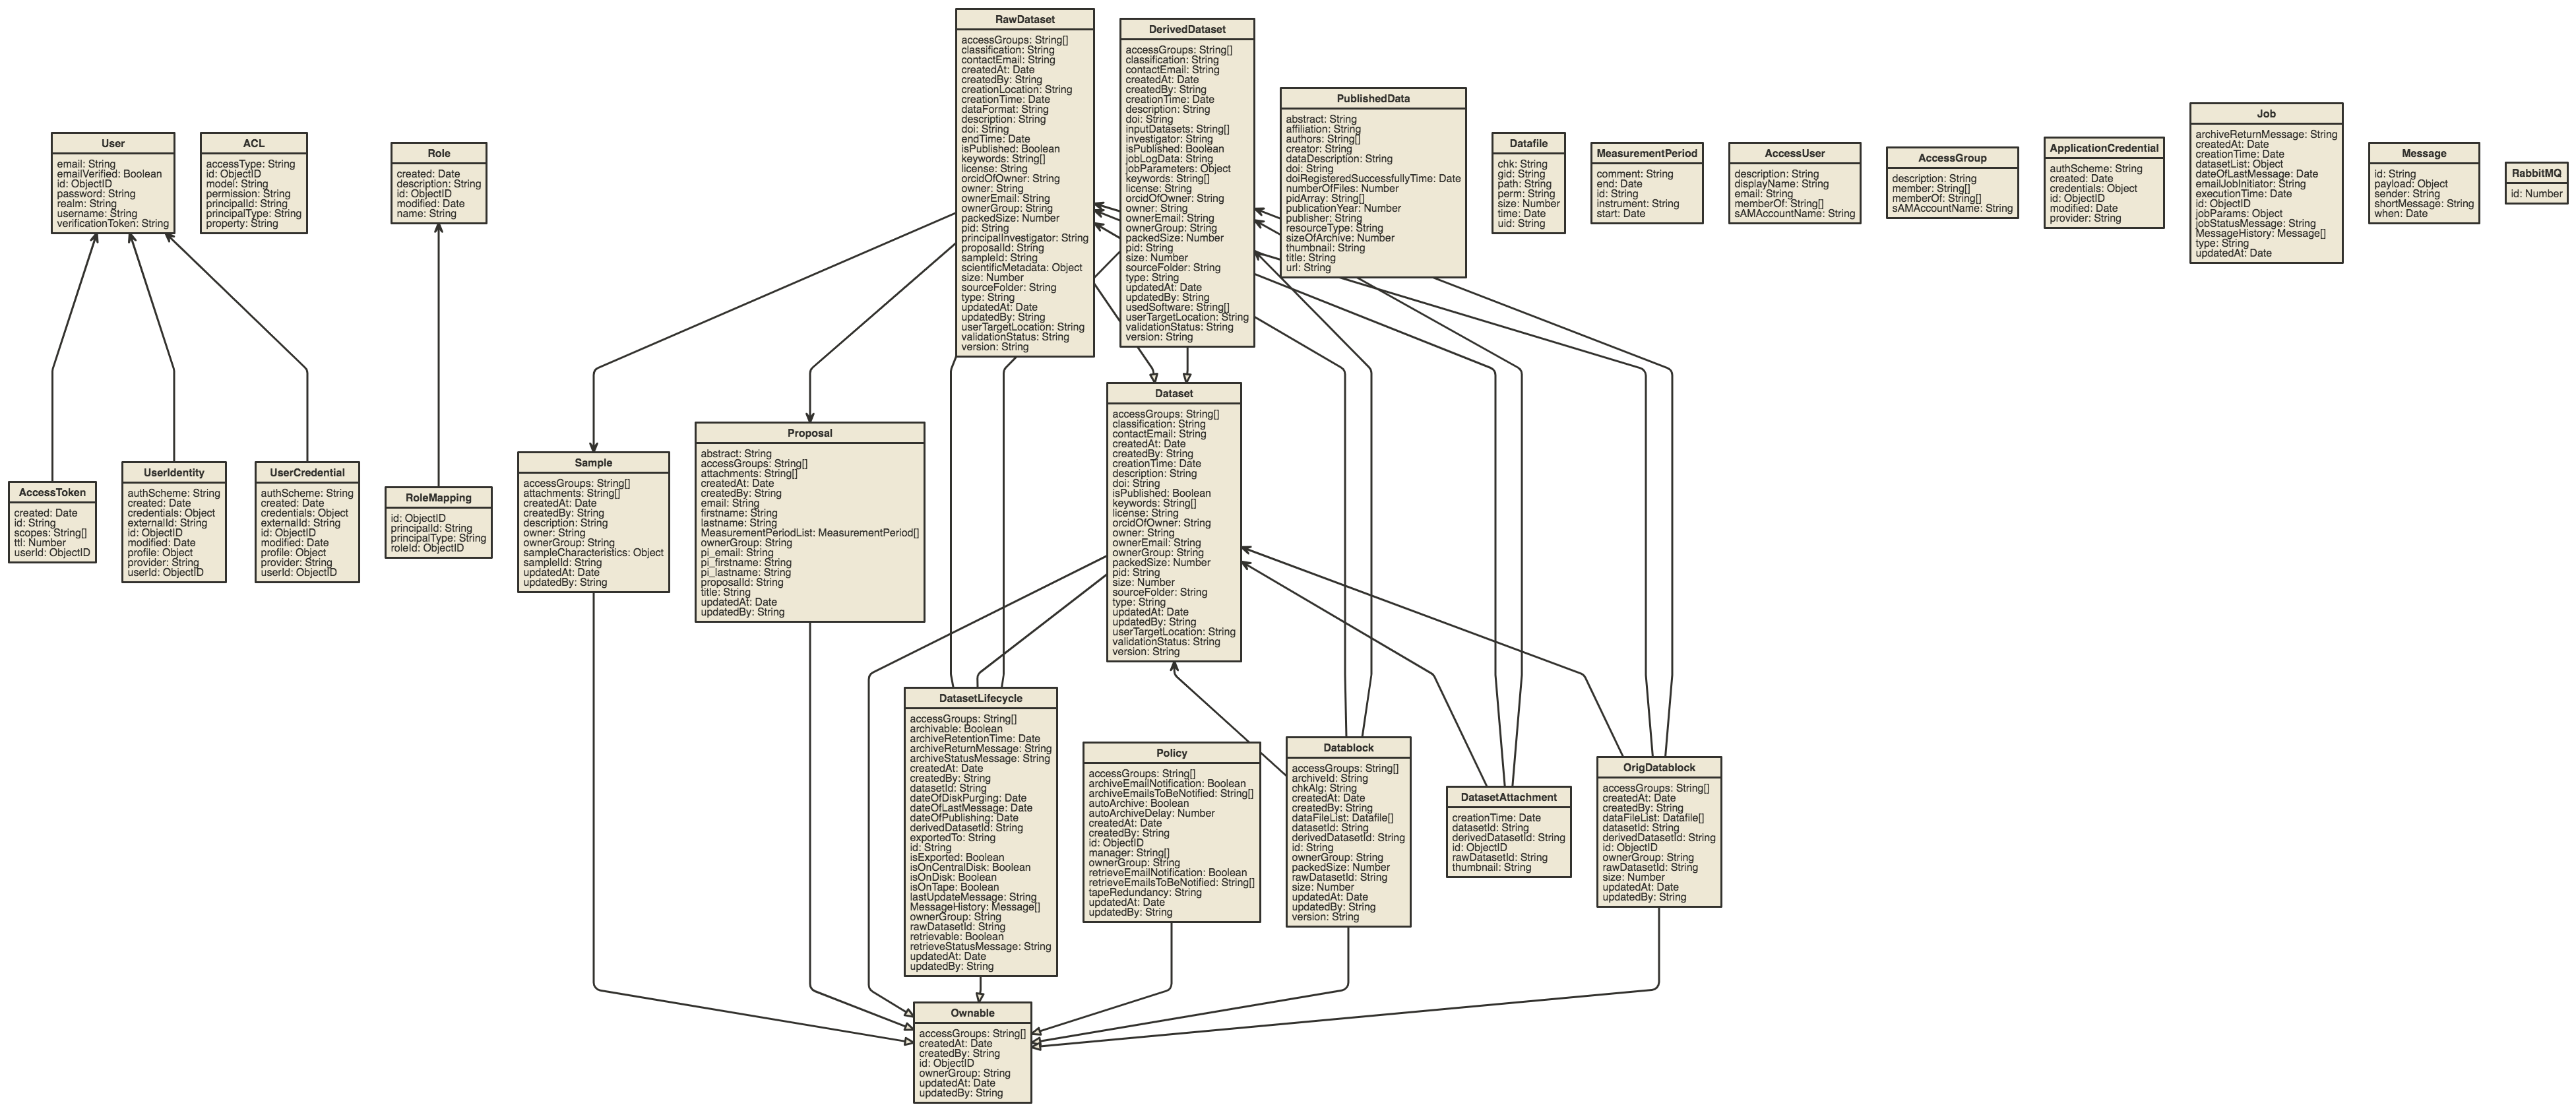 RawDataset
accessGroups: String[]
classification: String
contactEmail: String
createdAt: Date
createdBy: String
creationLocation: String
creationTime: Date
dataFormat: String
description: String
doi: String
endTime: Date
isPublished: Boolean
keywords: String[]
license: String
orcidOfOwner: String
owner: String
ownerEmail: String
ownerGroup: String
packedSize: Number
pid: String
principalInvestigator: String
proposalId: String
sampleId: String
scientificMetadata: Object
size: Number
sourceFolder: String
type: String
updatedAt: Date
updatedBy: String
userTargetLocation: String
validationStatus: String
version: String
DerivedDataset
accessGroups: String[]
classification: String
contactEmail: String
createdAt: Date
createdBy: String
creationTime: Date
description: String
doi: String
inputDatasets: String[]
investigator: String
isPublished: Boolean
jobLogData: String
jobParameters: Object
keywords: String[]
license: String
orcidOfOwner: String
owner: String
ownerEmail: String
ownerGroup: String
packedSize: Number
pid: String
size: Number
sourceFolder: String
type: String
updatedAt: Date
updatedBy: String
usedSoftware: String[]
userTargetLocation: String
validationStatus: String
version: String
PublishedData
abstract: String
affiliation: String
authors: String[]
creator: String
dataDescription: String
doi: String
doiRegisteredSuccessfullyTime: Date
numberOfFiles: Number
pidArray: String[]
publicationYear: Number
publisher: String
resourceType: String
sizeOfArchive: Number
thumbnail: String
title: String
url: String
User
email: String
emailVerified: Boolean
id: ObjectID
password: String
realm: String
username: String
verificationToken: String
ACL
accessType: String
id: ObjectID
model: String
permission: String
principalId: String
principalType: String
property: String
Role
created: Date
description: String
id: ObjectID
modified: Date
name: String
Datafile
chk: String
gid: String
path: String
perm: String
size: Number
time: Date
uid: String
MeasurementPeriod
comment: String
end: Date
id: String
instrument: String
start: Date
AccessUser
description: String
displayName: String
email: String
memberOf: String[]
sAMAccountName: String
AccessGroup
description: String
member: String[]
memberOf: String[]
sAMAccountName: String
ApplicationCredential
authScheme: String
created: Date
credentials: Object
id: ObjectID
modified: Date
provider: String
Job
archiveReturnMessage: String
createdAt: Date
creationTime: Date
datasetList: Object
dateOfLastMessage: Date
emailJobInitiator: String
executionTime: Date
id: ObjectID
jobParams: Object
jobStatusMessage: String
MessageHistory: Message[]
type: String
updatedAt: Date
Message
id: String
payload: Object
sender: String
shortMessage: String
when: Date
RabbitMQ
id: Number
AccessToken
created: Date
id: String
scopes: String[]
ttl: Number
userId: ObjectID
UserIdentity
authScheme: String
created: Date
credentials: Object
externalId: String
id: ObjectID
modified: Date
profile: Object
provider: String
userId: ObjectID
UserCredential
authScheme: String
created: Date
credentials: Object
externalId: String
id: ObjectID
modified: Date
profile: Object
provider: String
userId: ObjectID
RoleMapping
id: ObjectID
principalId: String
principalType: String
roleId: ObjectID
Sample
accessGroups: String[]
attachments: String[]
createdAt: Date
createdBy: String
description: String
owner: String
ownerGroup: String
sampleCharacteristics: Object
sampleId: String
updatedAt: Date
updatedBy: String
Proposal
abstract: String
accessGroups: String[]
attachments: String[]
createdAt: Date
createdBy: String
email: String
firstname: String
lastname: String
MeasurementPeriodList: MeasurementPeriod[]
ownerGroup: String
pi_email: String
pi_firstname: String
pi_lastname: String
proposalId: String
title: String
updatedAt: Date
updatedBy: String
Dataset
accessGroups: String[]
classification: String
contactEmail: String
createdAt: Date
createdBy: String
creationTime: Date
description: String
doi: String
isPublished: Boolean
keywords: String[]
license: String
orcidOfOwner: String
owner: String
ownerEmail: String
ownerGroup: String
packedSize: Number
pid: String
size: Number
sourceFolder: String
type: String
updatedAt: Date
updatedBy: String
userTargetLocation: String
validationStatus: String
version: String
DatasetLifecycle
accessGroups: String[]
archivable: Boolean
archiveRetentionTime: Date
archiveReturnMessage: String
archiveStatusMessage: String
createdAt: Date
createdBy: String
datasetId: String
dateOfDiskPurging: Date
dateOfLastMessage: Date
dateOfPublishing: Date
derivedDatasetId: String
exportedTo: String
id: String
isExported: Boolean
isOnCentralDisk: Boolean
isOnDisk: Boolean
isOnTape: Boolean
lastUpdateMessage: String
MessageHistory: Message[]
ownerGroup: String
rawDatasetId: String
retrievable: Boolean
retrieveStatusMessage: String
updatedAt: Date
updatedBy: String
Policy
accessGroups: String[]
archiveEmailNotification: Boolean
archiveEmailsToBeNotified: String[]
autoArchive: Boolean
autoArchiveDelay: Number
createdAt: Date
createdBy: String
id: ObjectID
manager: String[]
ownerGroup: String
retrieveEmailNotification: Boolean
retrieveEmailsToBeNotified: String[]
tapeRedundancy: String
updatedAt: Date
updatedBy: String
Datablock
accessGroups: String[]
archiveId: String
chkAlg: String
createdAt: Date
createdBy: String
dataFileList: Datafile[]
datasetId: String
derivedDatasetId: String
id: String
ownerGroup: String
packedSize: Number
rawDatasetId: String
size: Number
updatedAt: Date
updatedBy: String
version: String
DatasetAttachment
creationTime: Date
datasetId: String
derivedDatasetId: String
id: ObjectID
rawDatasetId: String
thumbnail: String
OrigDatablock
accessGroups: String[]
createdAt: Date
createdBy: String
dataFileList: Datafile[]
datasetId: String
derivedDatasetId: String
id: ObjectID
ownerGroup: String
rawDatasetId: String
size: Number
updatedAt: Date
updatedBy: String
Ownable
accessGroups: String[]
createdAt: Date
createdBy: String
id: ObjectID
ownerGroup: String
updatedAt: Date
updatedBy: String